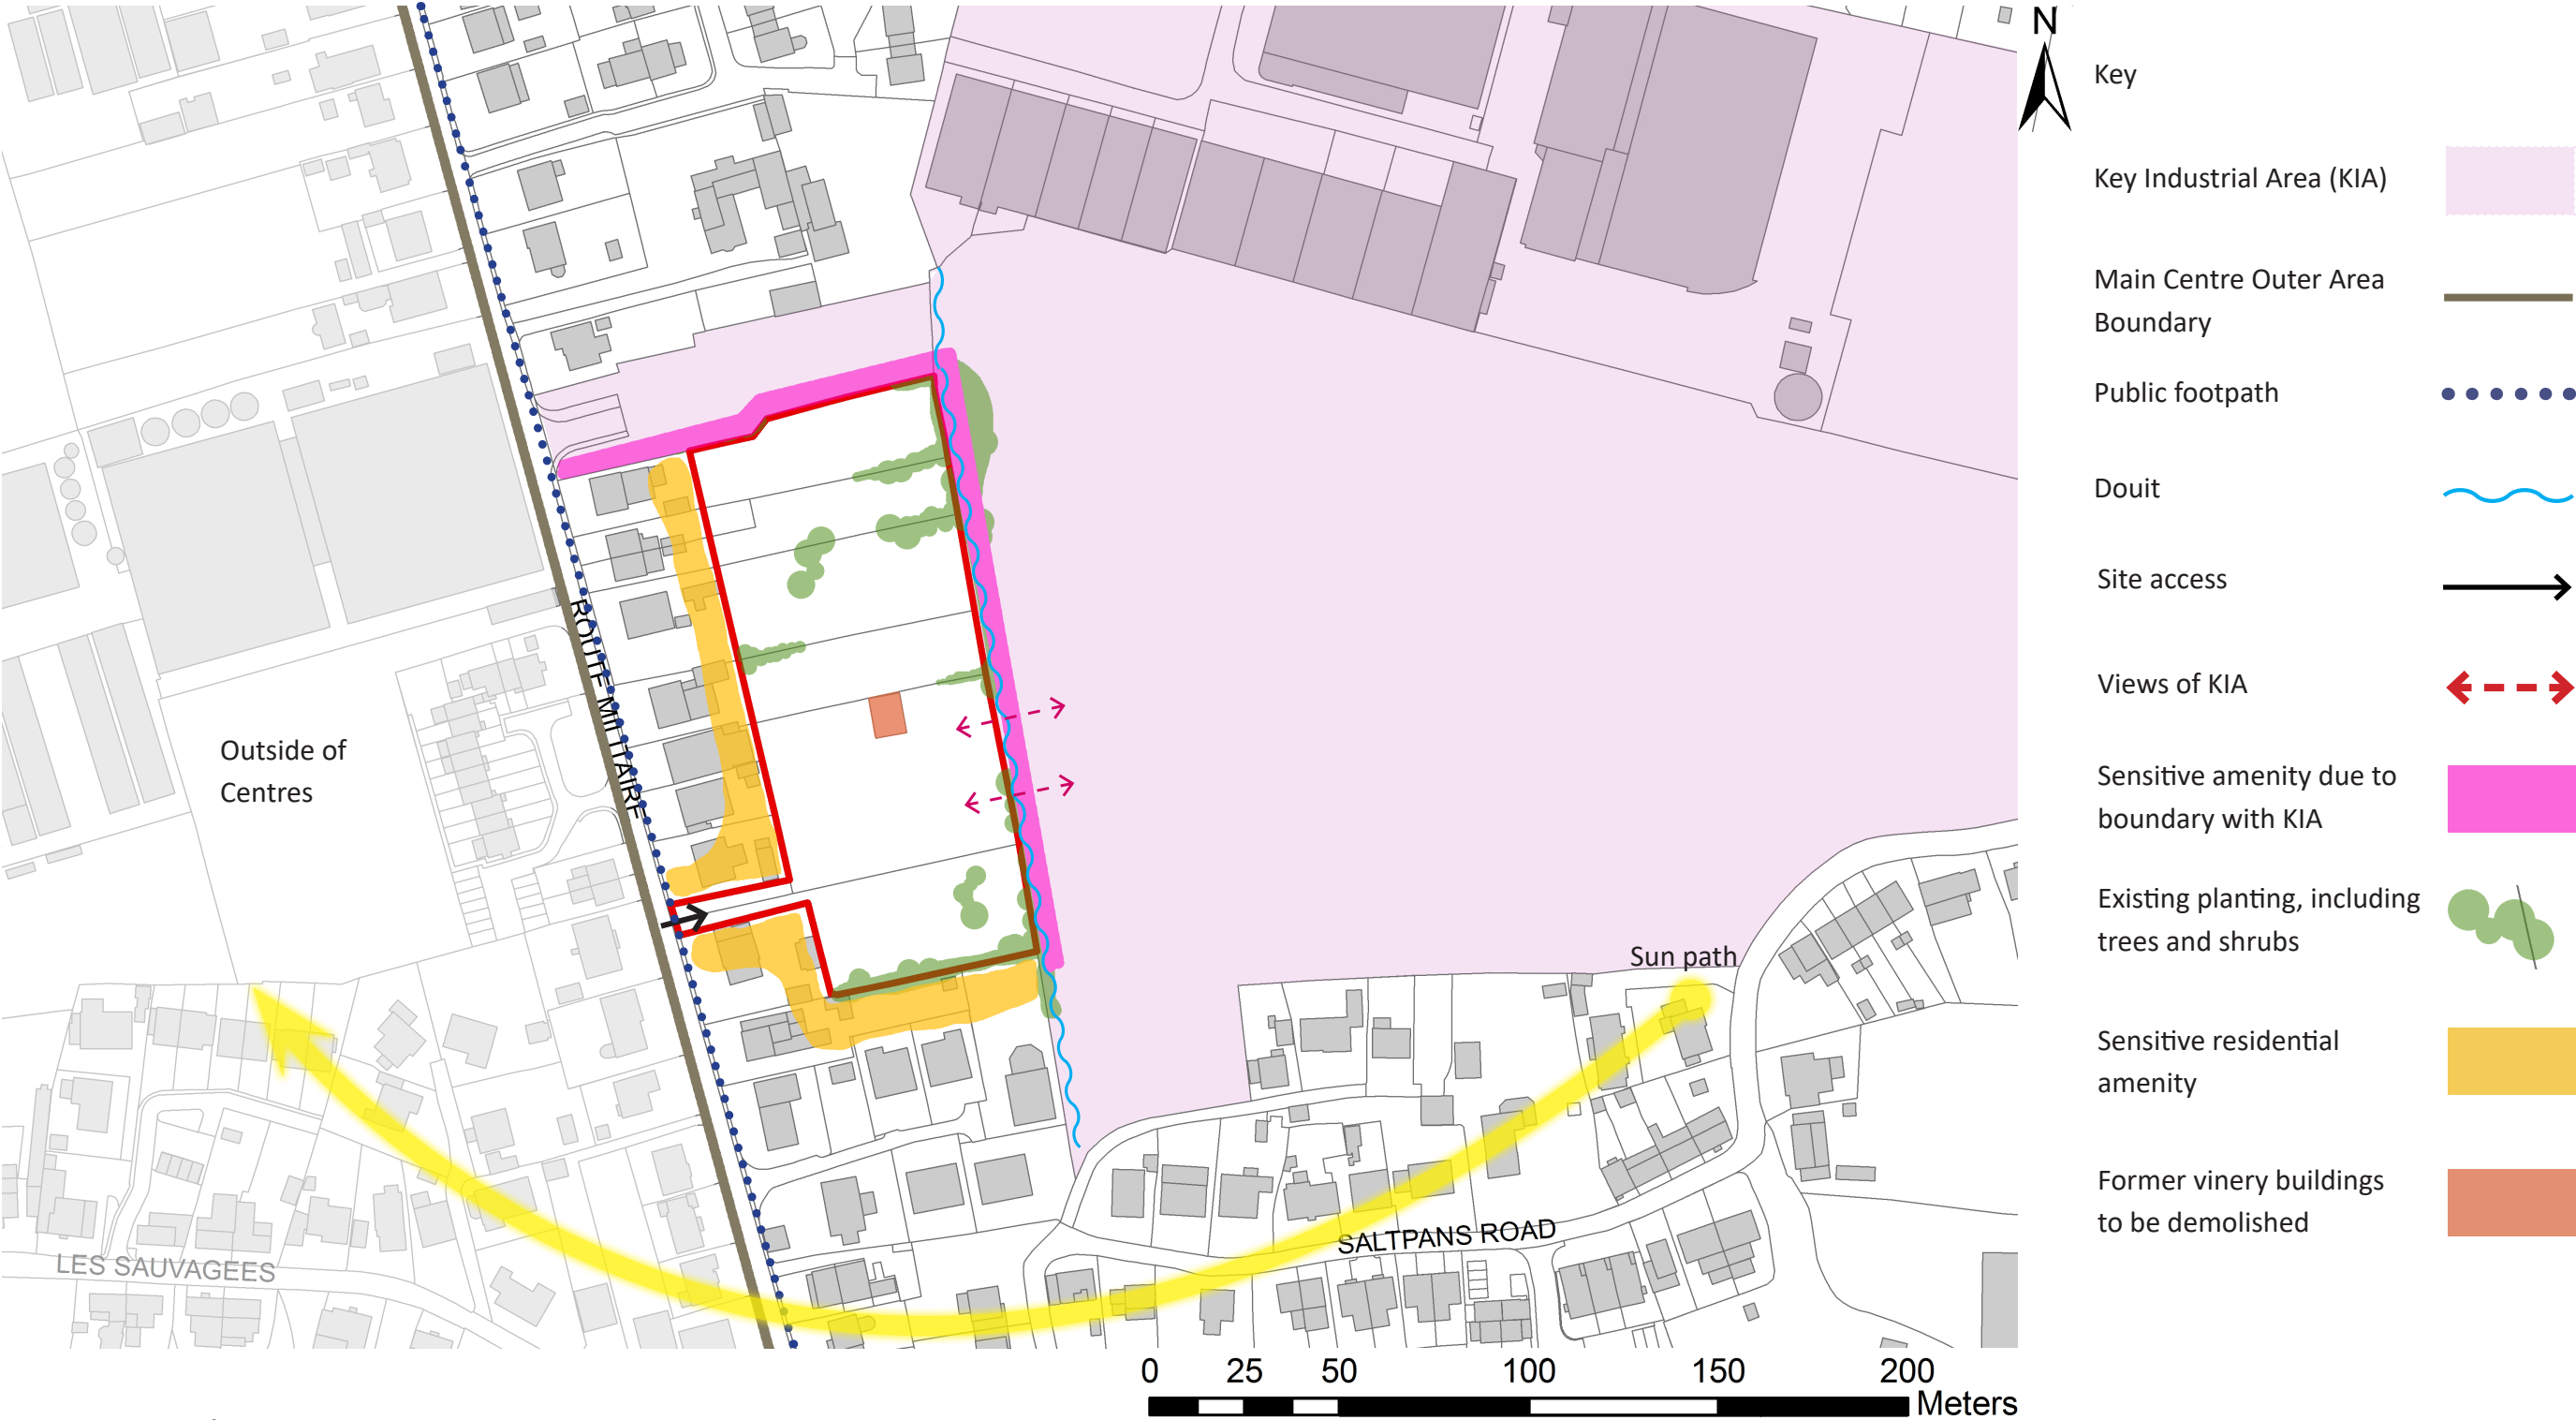 N
Key
Key Industrial Area (KIA)
Main Centre Outer Area
Boundary
Public footpath
Douit
Site access
Views of KIA
Sensitive amenity due to
boundary with KIA
Existing planting, including
trees and shrubs
Sensitive residential
amenity
Former vinery buildings
to be demolished
ROUTE MILITAIRE
Outside of
Centres
Sun path
SALTPANS ROAD
LES SAUVAGEES
0 25 50 100 150 200
Meters